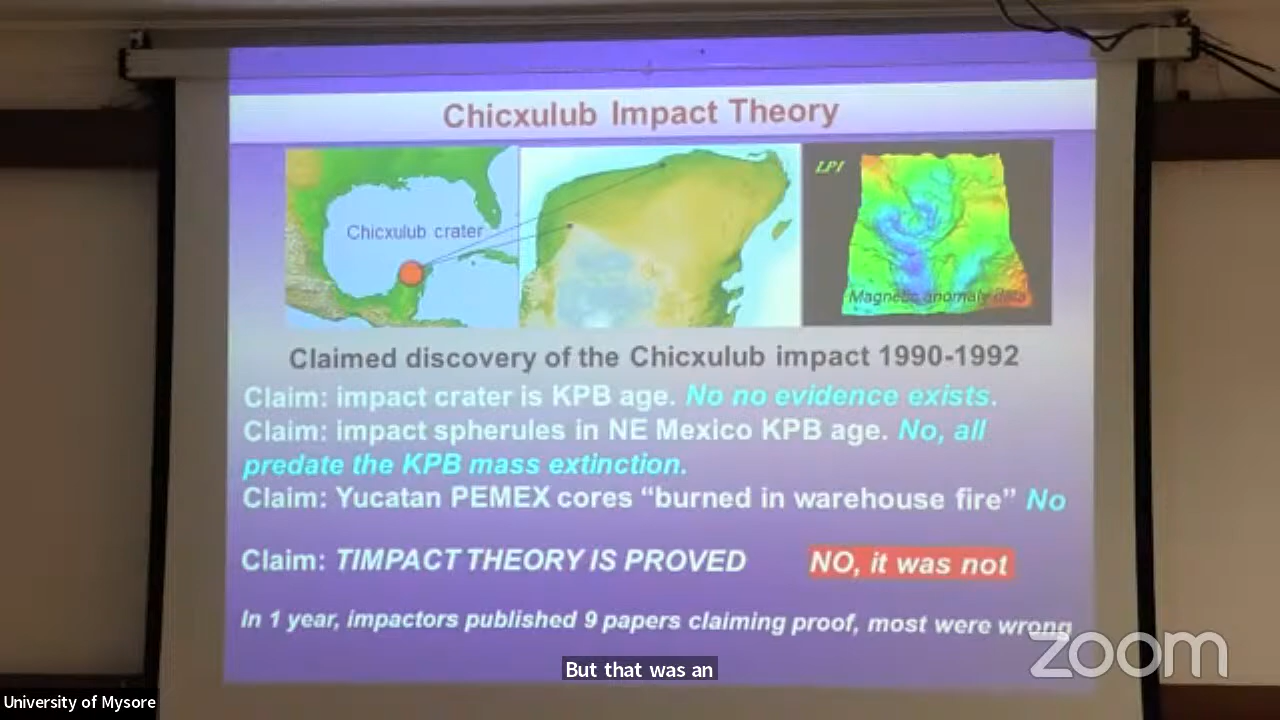 Chicxulub Impact Theory
Chicxulub crater
LPI
Magnetic anomaly data
Claimed discovery of the Chicxulub impact 1990-1992
Claim: impact crater is KPB age. No no evidence exists.
Claim: impact spherules in NE Mexico KPB age. No, all
predate the KPB mass extinction.
Claim: Yucatan PEMEX cores “burned in warehouse fire” No
Claim: TIMPACT THEORY IS PROVED NO, it was not
In 1 year, impactors published 9 papers claiming proof, most were wrong
zoom
But that was an
University of Mysore